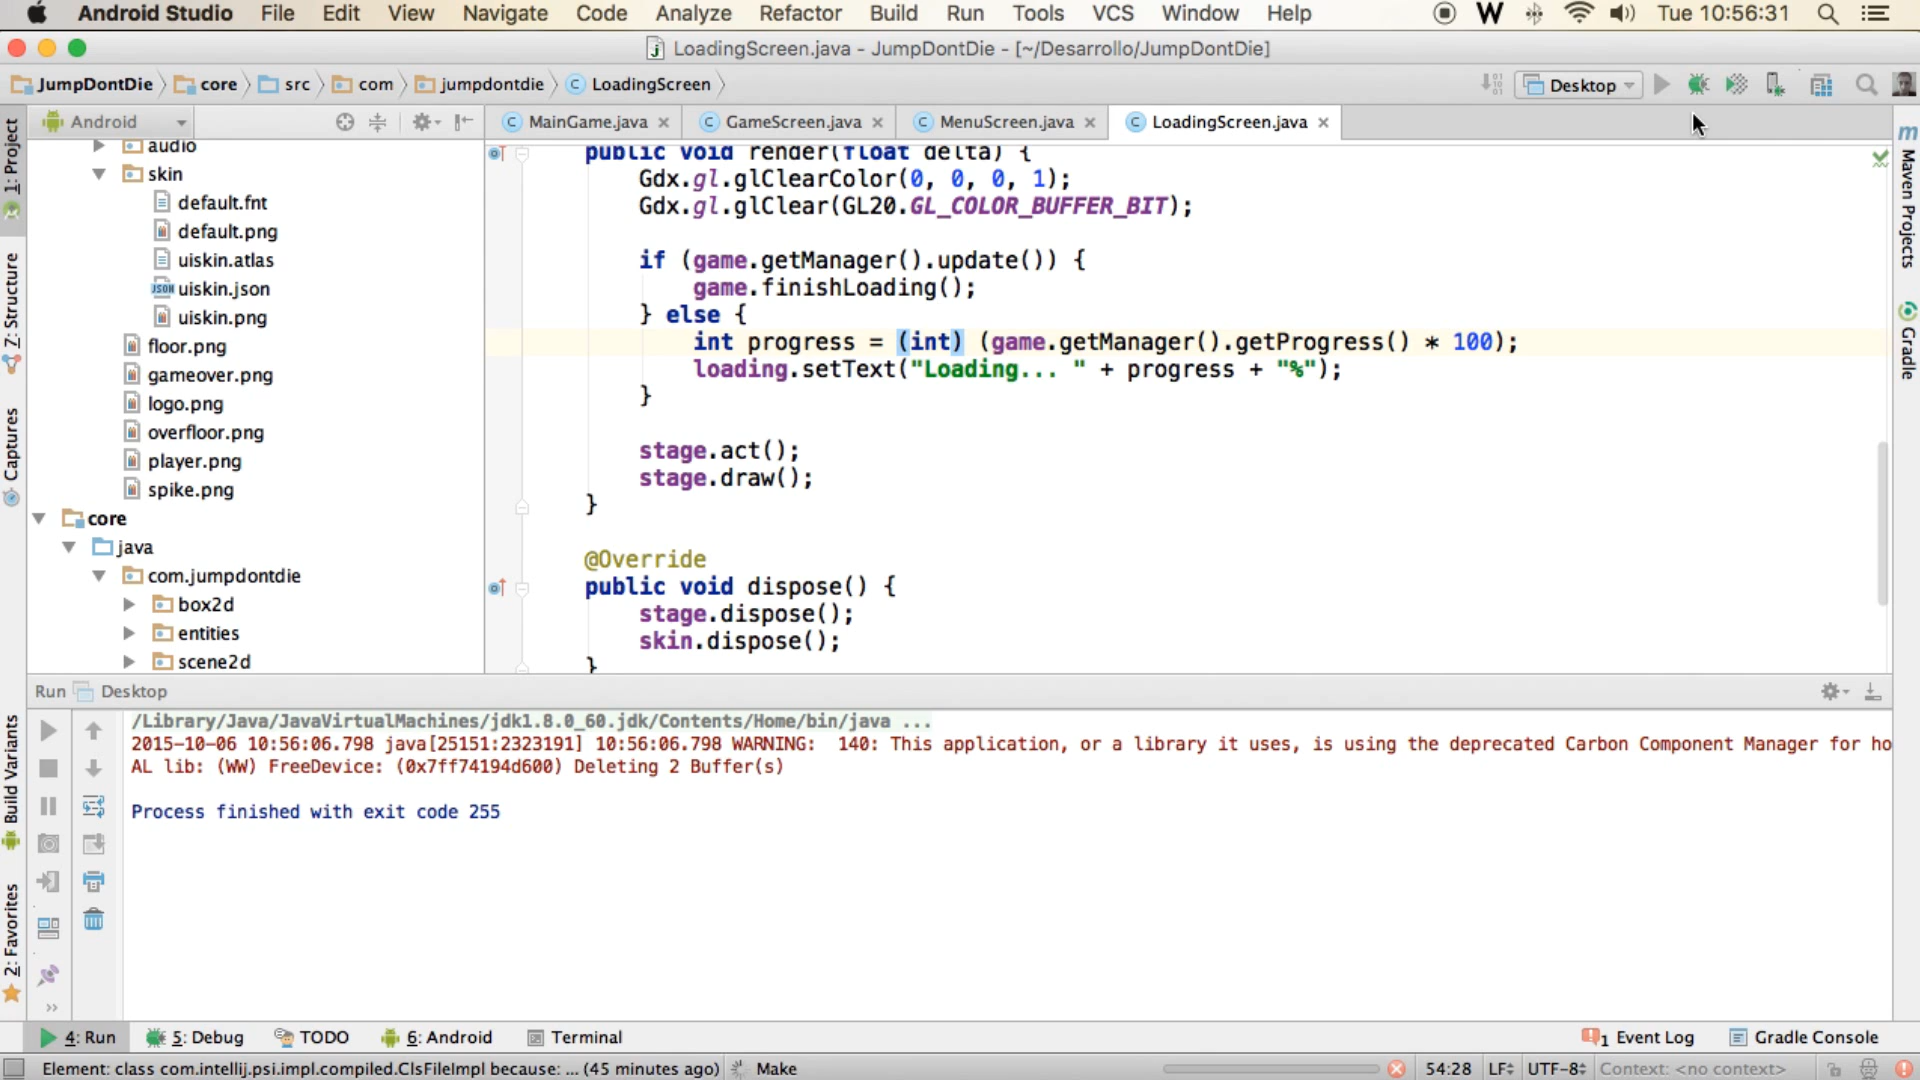 Android Studio File Edit View Navigate Code Analyze Refactor Build Run Tools VCS Window Help W Tue 10:56:31
LoadingScreen.java - JumpDontDie - [~/Desarrollo/JumpDontDie]
JumpDontDie core src com jumpdontdie C LoadingScreen Desktop
Android
C MainGame.java C GameScreen.java C MenuScreen.java C LoadingScreen.java
1: Project
Z: Structure
Captures
Build Variants
2: Favorites
m Maven Projects
Gradle
audio
skin
default.fnt
default.png
uiskin.atlas
JSON uiskin.json
uiskin.png
floor.png
gameover.png
logo.png
overfloor.png
player.png
spike.png
core
java
com.jumpdontdie
box2d
entities
scene2d
public void render(float delta) {
Gdx.gl.glClearColor(0, 0, 0, 1);
Gdx.gl.glClear(GL20.GL_COLOR_BUFFER_BIT);
if (game.getManager().update()) {
game.finishLoading();
} else {
int progress = (int) (game.getManager().getProgress() * 100);
loading.setText("Loading... " + progress + "%");
}
stage.act();
stage.draw();
}
@Override
public void dispose() {
stage.dispose();
skin.dispose();
}
Run Desktop
/Library/Java/JavaVirtualMachines/jdk1.8.0_60.jdk/Contents/Home/bin/java ...
2015-10-06 10:56:06.798 java[25151:2323191] 10:56:06.798 WARNING:  140: This application, or a library it uses, is using the deprecated Carbon Component Manager for ho
AL lib: (WW) FreeDevice: (0x7ff74194d600) Deleting 2 Buffer(s)
Process finished with exit code 255
4: Run 5: Debug TODO 6: Android Terminal 1 Event Log Gradle Console
Element: class com.intellij.psi.impl.compiled.ClsFileImpl because: ... (45 minutes ago) Make 54:28 LF UTF-8 Context: <no context>